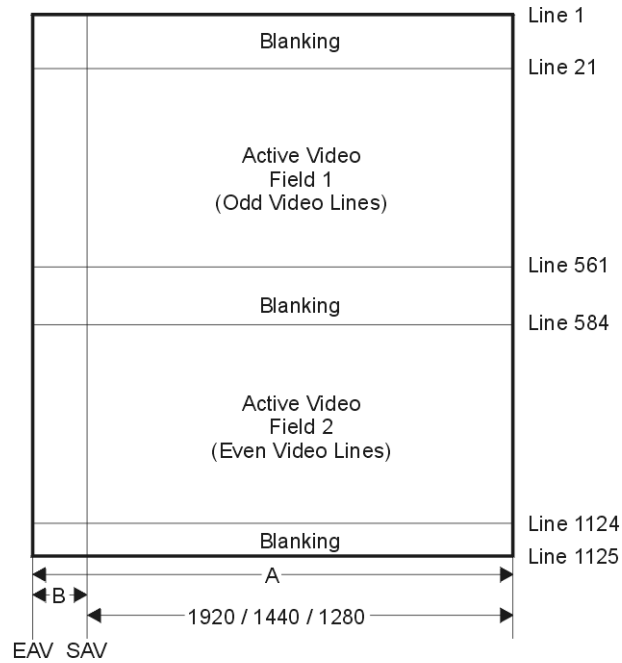 Line 1
Blanking
Line 21
Active Video
Field 1
(Odd Video Lines)
Line 561
Blanking
Line 584
Active Video
Field 2
(Even Video Lines)
Line 1124
Blanking
Line 1125
A
B
1920 / 1440 / 1280
EAV SAV